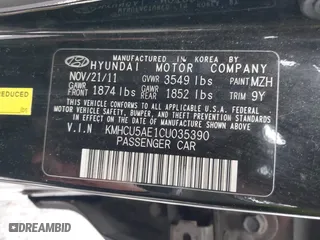 MANUFACTURED IN KOREA BY
HYUNDAI MOTOR COMPANY
NOV/21/11 GVWR 3549 lbs PAINT MZH
GAWR FRONT 1874 lbs GAWR REAR 1852 lbs TRIM 9Y
THIS VEHICLE CONFORMS TO ALL APPLICABLE U.S. FEDERAL MOTOR VEHICLE SAFETY, BUMPER, AND THEFT PREVENTION STANDARDS IN EFFECT ON THE DATE OF MANUFACTURE SHOWN ABOVE.
V.I.N KMHCU5AE1CU035390
PASSENGER CAR
REDUCED
RIDERBID